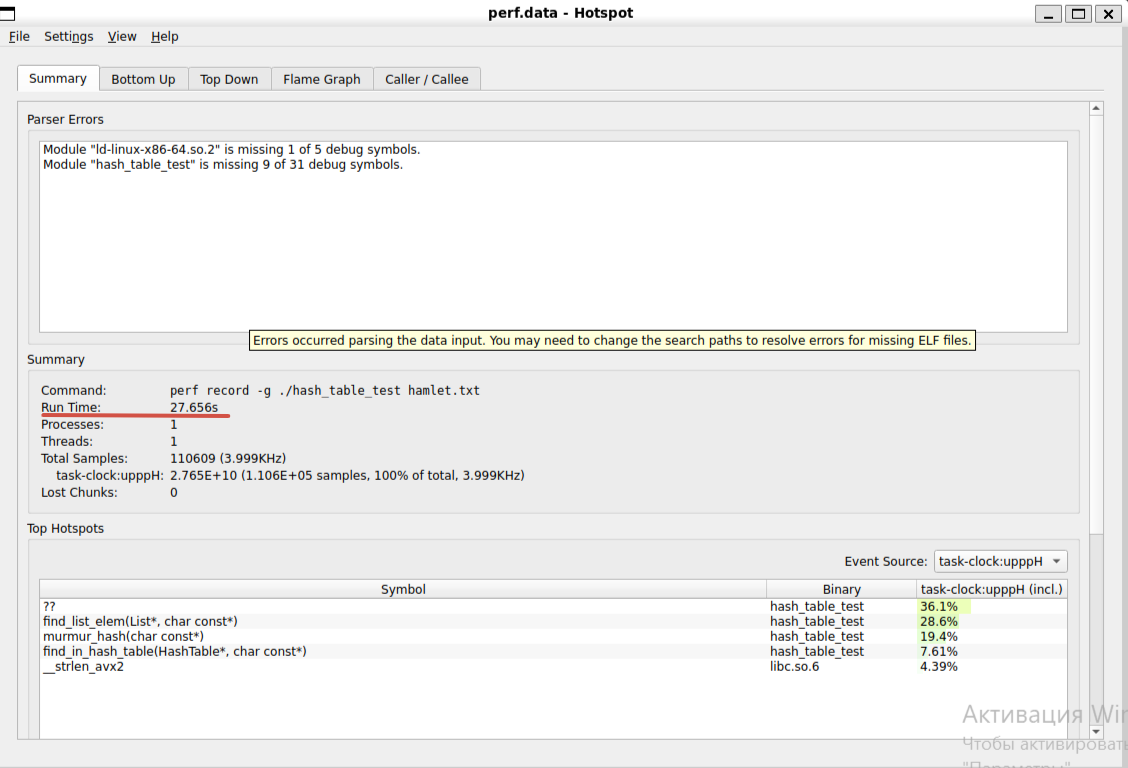 perf.data - Hotspot
File Settings View Help
Summary Bottom Up Top Down Flame Graph Caller / Callee
Parser Errors
Module "ld-linux-x86-64.so.2" is missing 1 of 5 debug symbols.
Module "hash_table_test" is missing 9 of 31 debug symbols.
Errors occurred parsing the data input. You may need to change the search paths to resolve errors for missing ELF files.
Summary
Command: perf record -g ./hash_table_test hamlet.txt
Run Time: 27.656s
Processes: 1
Threads: 1
Total Samples: 110609 (3.999KHz)
task-clock:upppH: 2.765E+10 (1.106E+05 samples, 100% of total, 3.999KHz)
Lost Chunks: 0
Top Hotspots
Event Source: task-clock:upppH
Symbol Binary task-clock:upppH (incl.)
?? hash_table_test 36.1%
find_list_elem(List*, char const*) hash_table_test 28.6%
murmur_hash(char const*) hash_table_test 19.4%
find_in_hash_table(HashTable*, char const*) hash_table_test 7.61%
__strlen_avx2 libc.so.6 4.39%
Активация Win
Чтобы активировать
"Параметры"